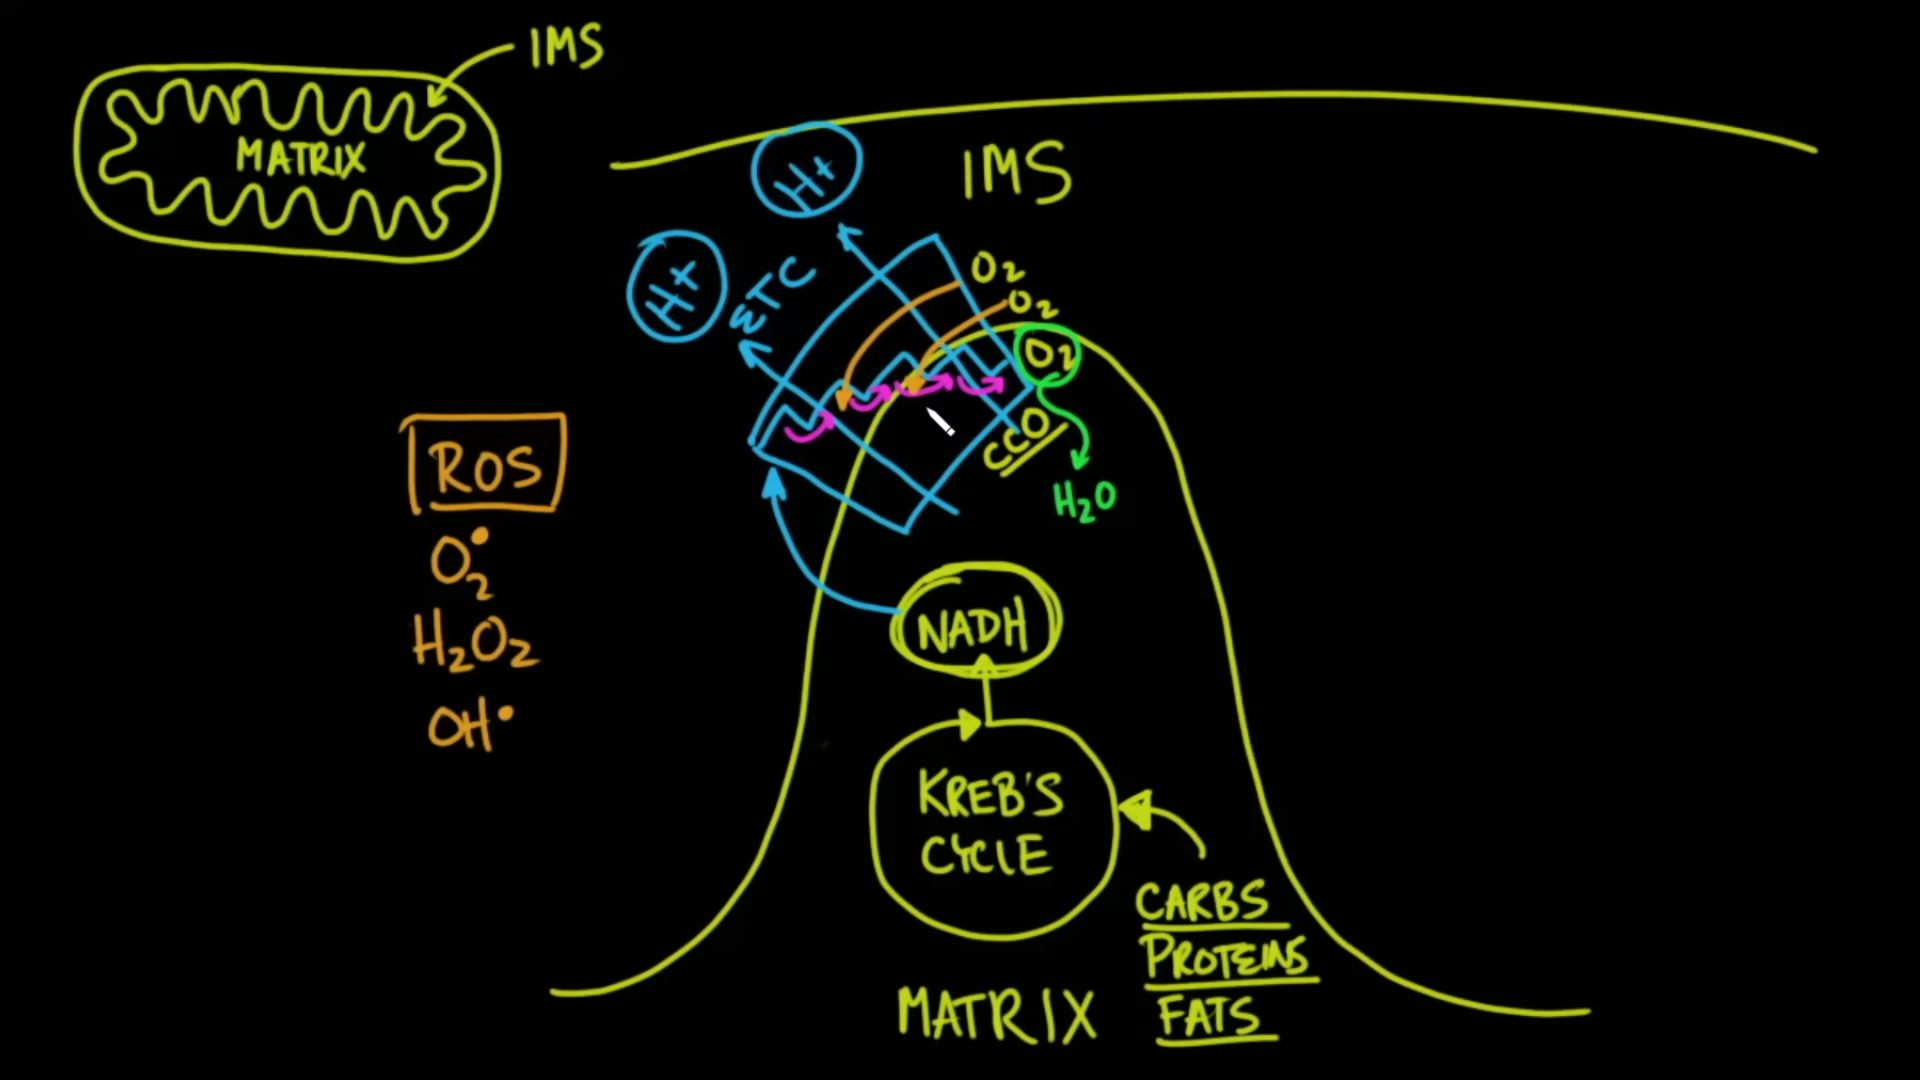 IMS
MATRIX
IMS
H+
H+
ETC
O2
O2
O2
CCO
H2O
ROS
O2•
H2O2
OH•
NADH
KREB'S
CYCLE
CARBS
PROTEINS
FATS
MATRIX